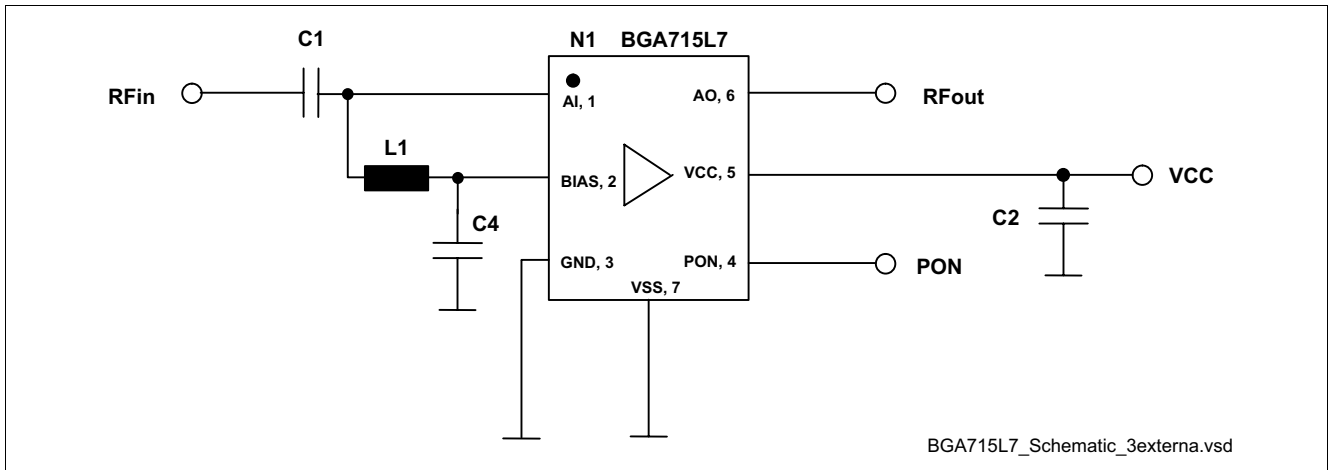 C1
N1 BGA715L7
RFin
AI, 1
AO, 6
RFout
L1
BIAS, 2
VCC, 5
VCC
C4
C2
GND, 3
PON, 4
PON
VSS, 7
BGA715L7_Schematic_3externa.vsd